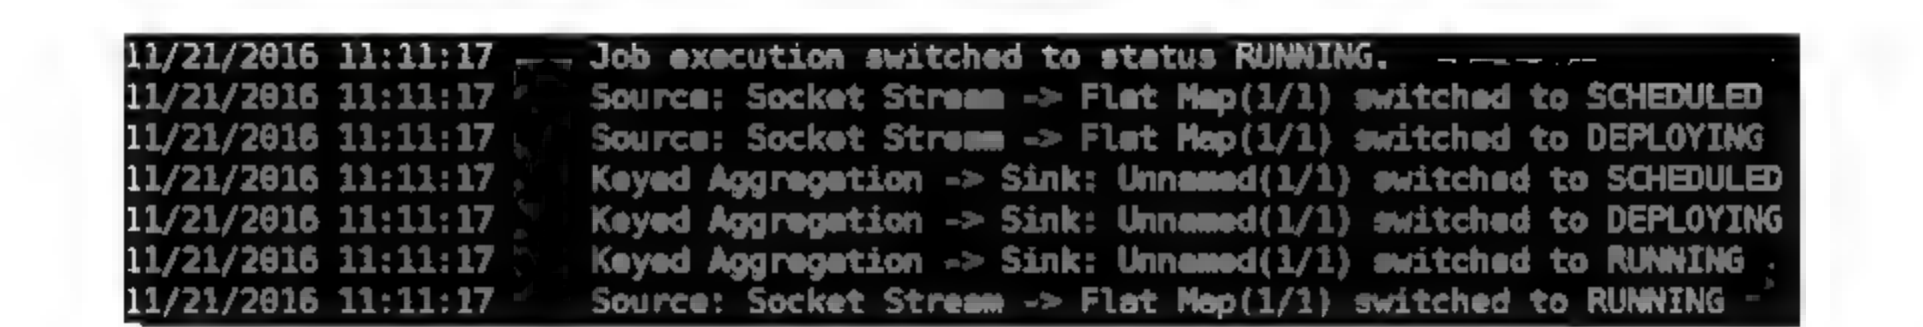 11/21/2016 11:11:17 Job execution switched to status RUNNING.
11/21/2016 11:11:17 Source: Socket Stream -> Flat Map(1/1) switched to SCHEDULED
11/21/2016 11:11:17 Source: Socket Stream -> Flat Map(1/1) switched to DEPLOYING
11/21/2016 11:11:17 Keyed Aggregation -> Sink: Unnamed(1/1) switched to SCHEDULED
11/21/2016 11:11:17 Keyed Aggregation -> Sink: Unnamed(1/1) switched to DEPLOYING
11/21/2016 11:11:17 Keyed Aggregation -> Sink: Unnamed(1/1) switched to RUNNING
11/21/2016 11:11:17 Source: Socket Stream -> Flat Map(1/1) switched to RUNNING